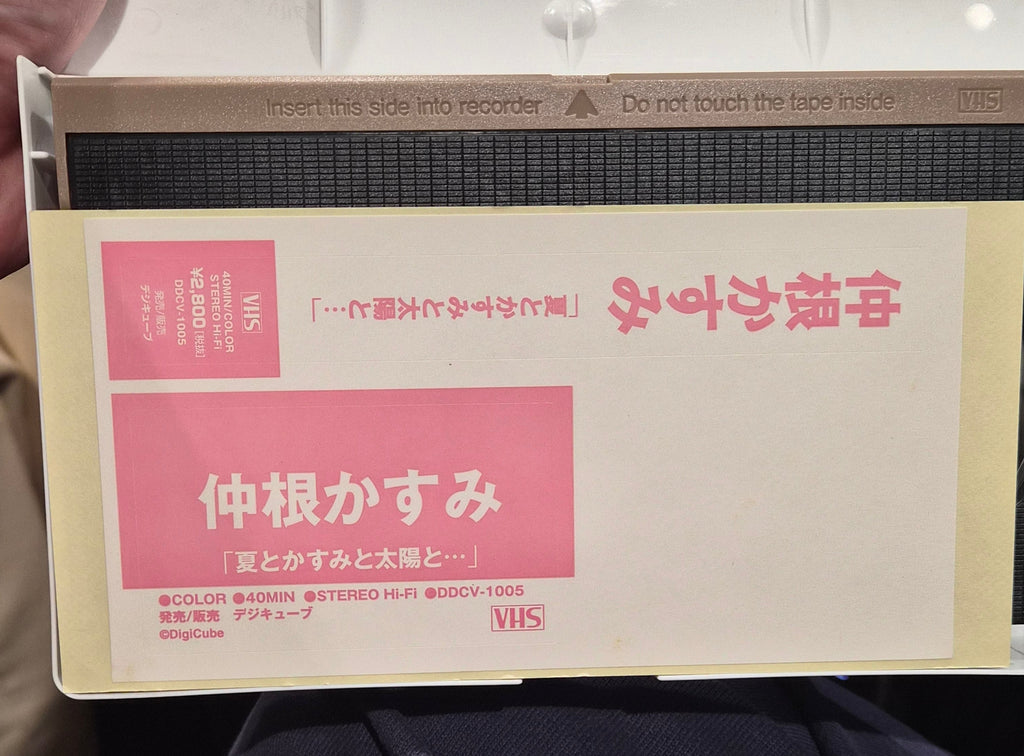 Insert this side into recorder ▲ Do not touch the tape inside VHS
仲根かすみ
「夏とかすみと太陽と…」
VHS
40MIN/COLOR
STEREO Hi-Fi
¥2,800[税抜]
DDCV-1005
発売/販売
デジキューブ
仲根かすみ
「夏とかすみと太陽と…」
●COLOR ●40MIN ●STEREO Hi-Fi ●DDCV-1005
発売/販売 デジキューブ
©DigiCube
VHS